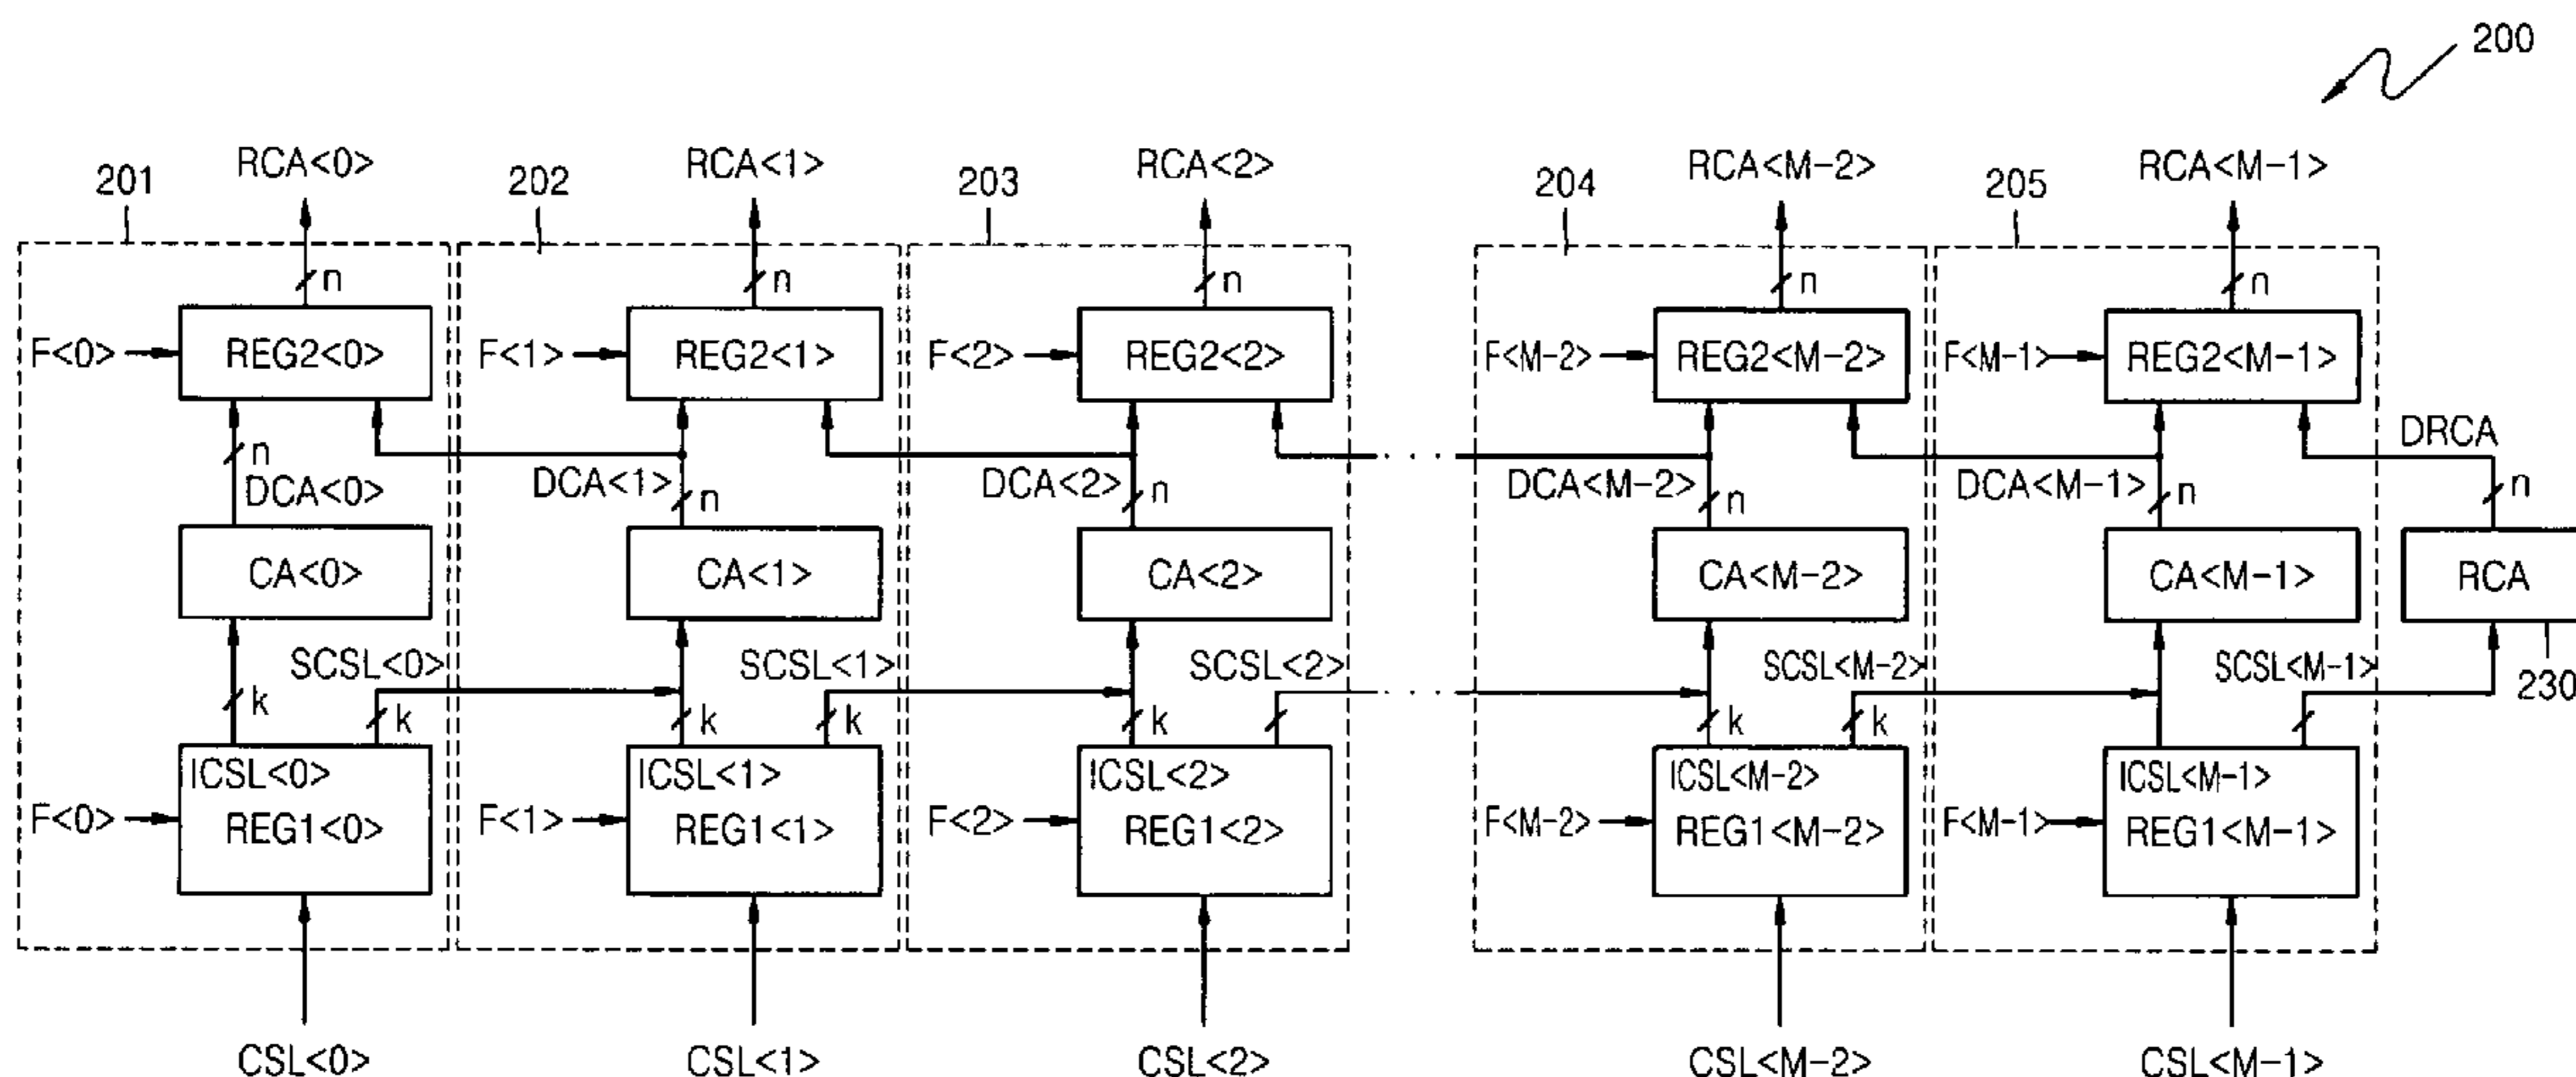 200
RCA<0> RCA<1> RCA<2> RCA<M-2> RCA<M-1>
201 202 203 204 205
n n n n n
F<0> REG2<0> F<1> REG2<1> F<2> REG2<2> F<M-2> REG2<M-2> F<M-1> REG2<M-1>
DRCA
n DCA<0> DCA<1> n DCA<2> n DCA<M-2> n DCA<M-1> n n
CA<0> CA<1> CA<2> CA<M-2> CA<M-1> RCA
SCSL<0> SCSL<1> SCSL<2> SCSL<M-2> SCSL<M-1> 230
k k k k k k k
ICSL<0> ICSL<1> ICSL<2> ICSL<M-2> ICSL<M-1>
F<0> REG1<0> F<1> REG1<1> F<2> REG1<2> F<M-2> REG1<M-2> F<M-1> REG1<M-1>
CSL<0> CSL<1> CSL<2> CSL<M-2> CSL<M-1>